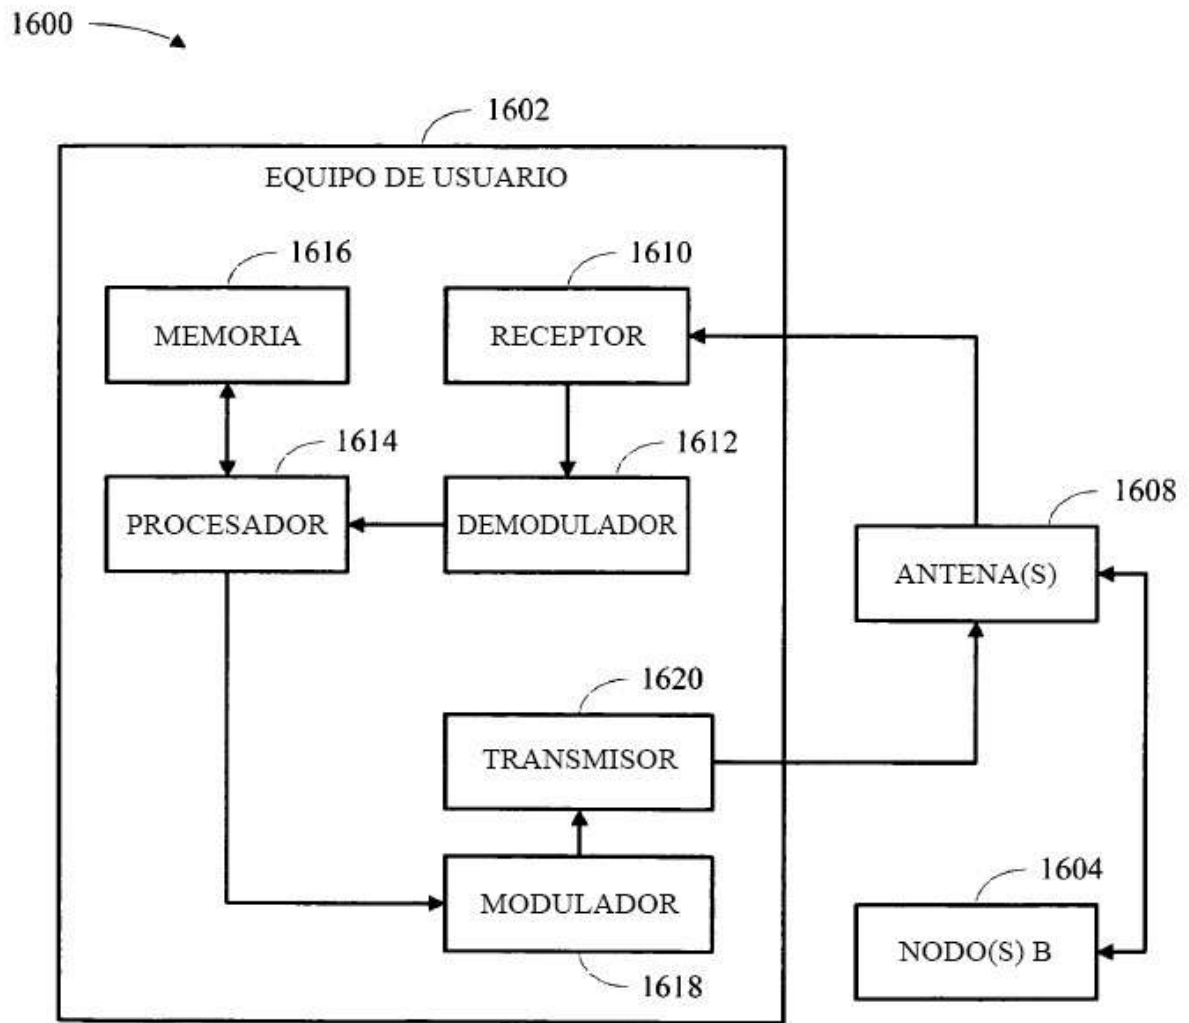 1600
1602
EQUIPO DE USUARIO
1616
1610
MEMORIA
RECEPTOR
1614
1612
PROCESADOR
DEMODULADOR
1608
ANTENA(S)
1620
TRANSMISOR
1604
MODULADOR
NODO(S) B
1618